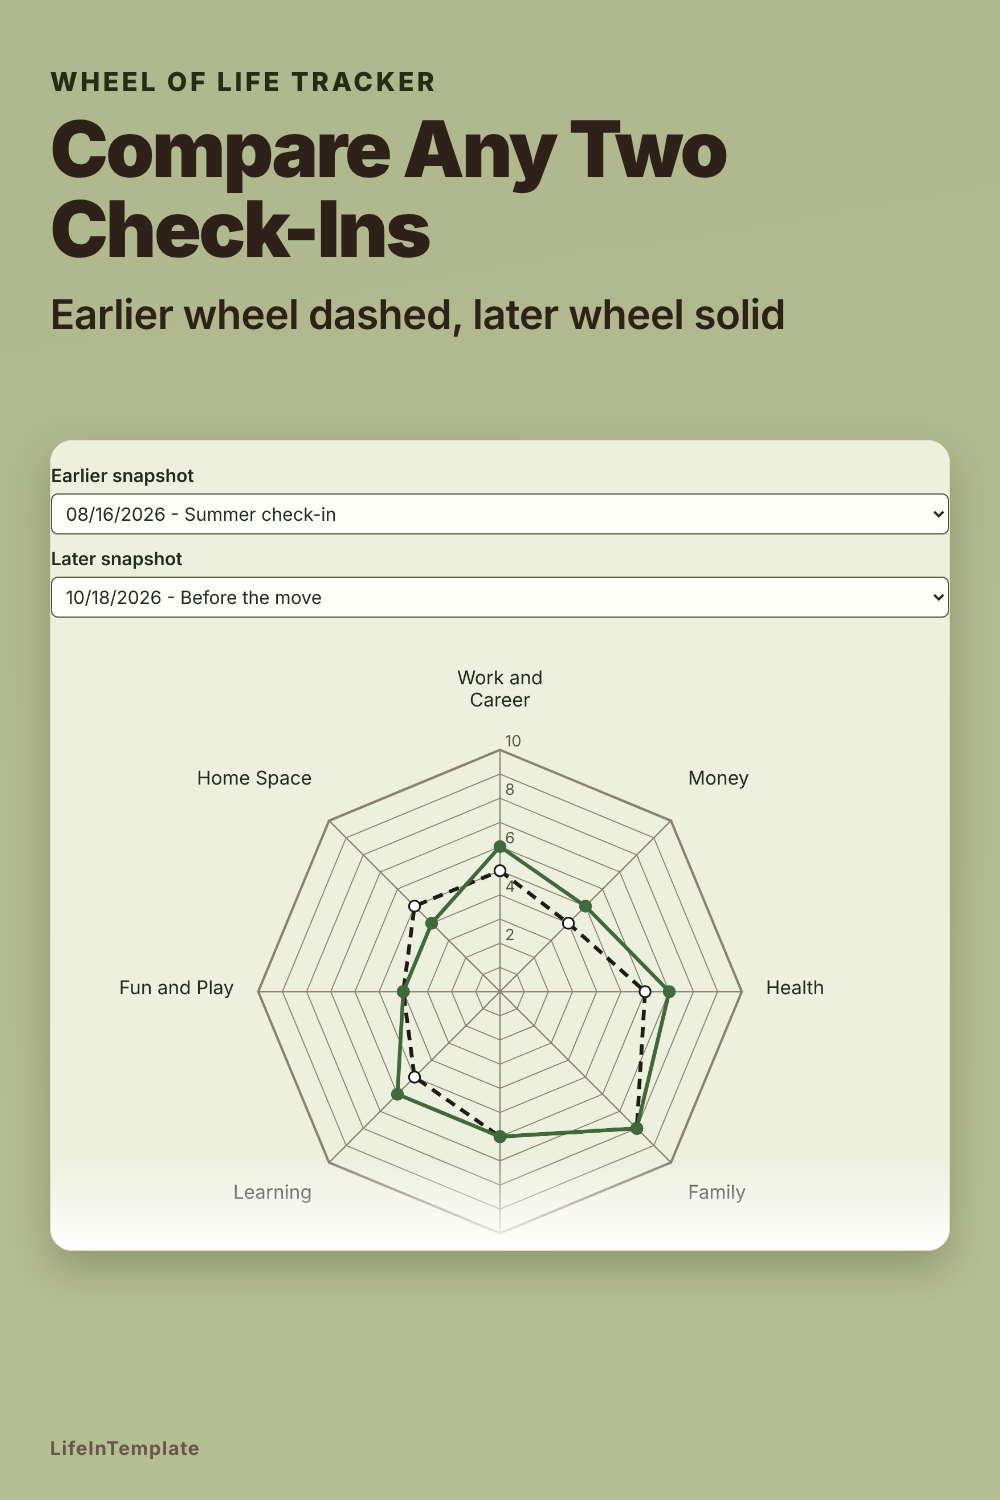 WHEEL OF LIFE TRACKER
Compare Any Two
Check-Ins
Earlier wheel dashed, later wheel solid
Earlier snapshot
08/16/2026 - Summer check-in
Later snapshot
10/18/2026 - Before the move
Work and
Career
10
Home Space
Money
8
6
4
2
Fun and Play
Health
Learning
Family
LifeInTemplate